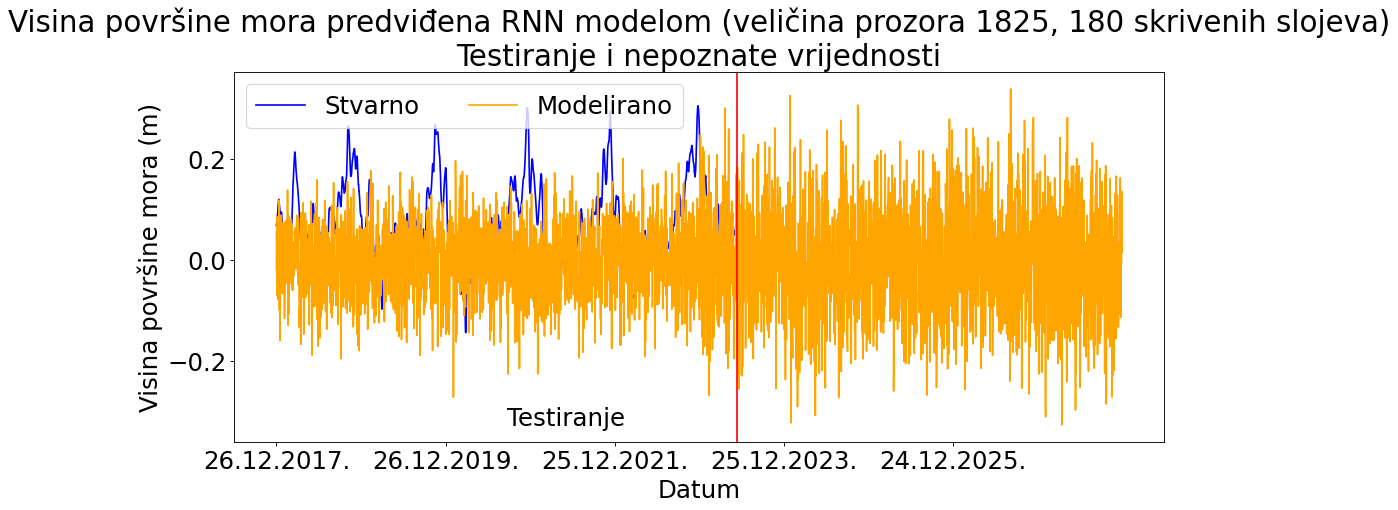 Visina površine mora predviđena RNN modelom (veličina prozora 1825, 180 skrivenih slojeva)
Testiranje i nepoznate vrijednosti
Stvarno Modelirano
Visina površine mora (m)
0.2
0.0
−0.2
Testiranje
26.12.2017. 26.12.2019. 25.12.2021. 25.12.2023. 24.12.2025.
Datum